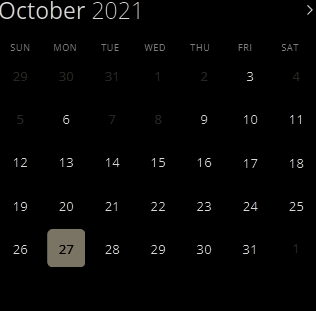 October 2021
SUN MON TUE WED THU FRI SAT
29 30 31 1 2 3 4
5 6 7 8 9 10 11
12 13 14 15 16 17 18
19 20 21 22 23 24 25
26 27 28 29 30 31 1